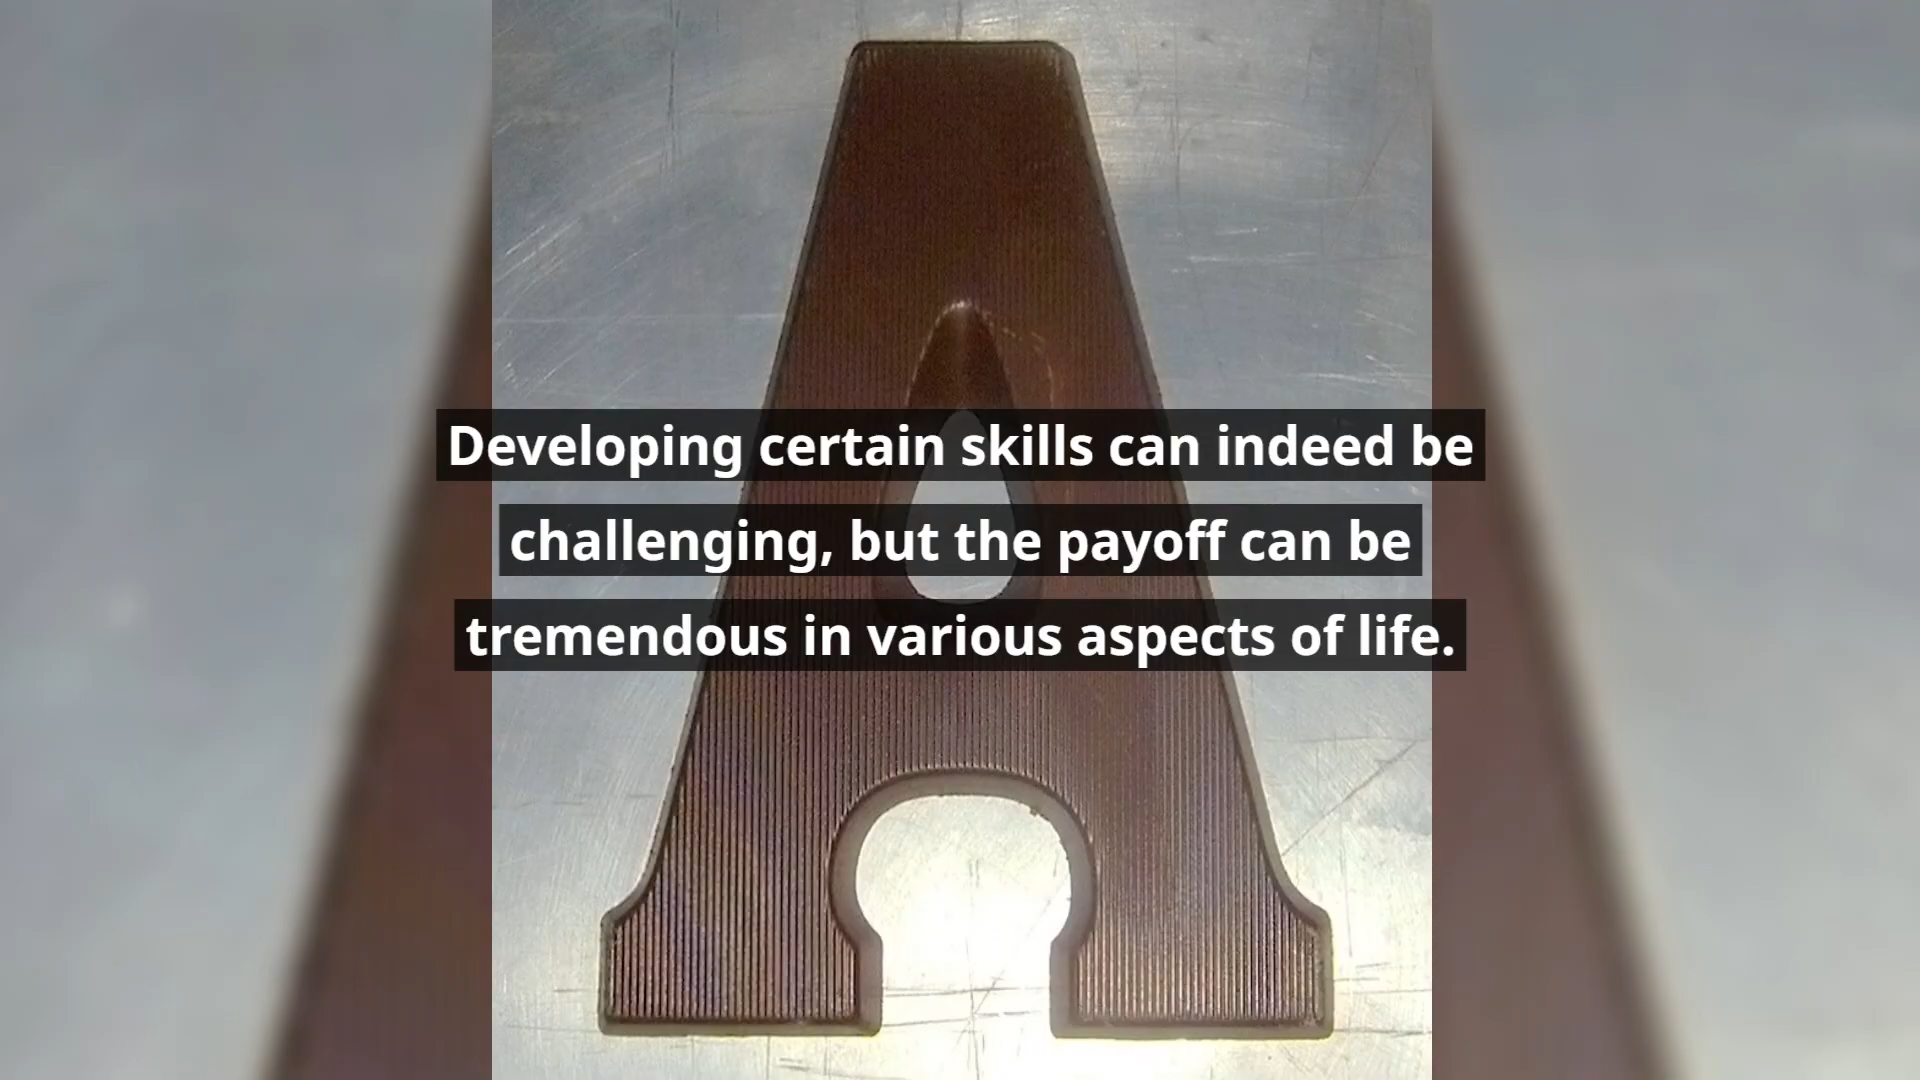 A
Developing certain skills can indeed be
challenging, but the payoff can be
tremendous in various aspects of life.